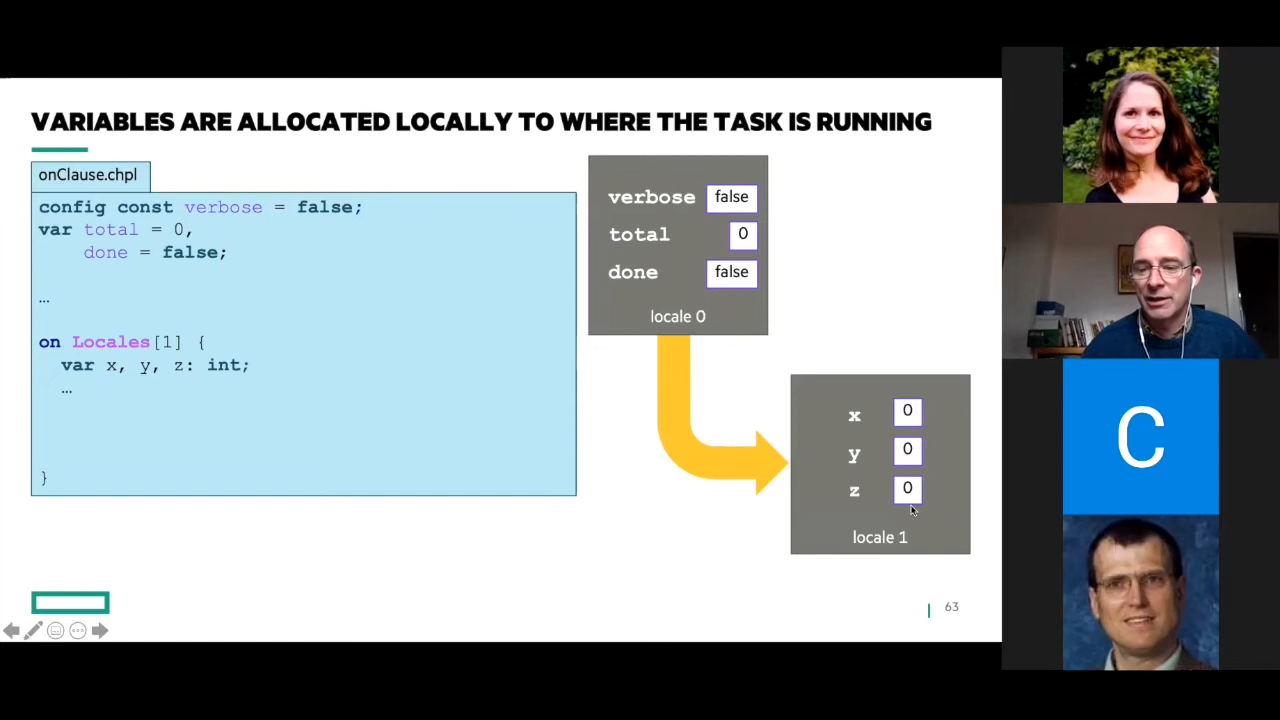 VARIABLES ARE ALLOCATED LOCALLY TO WHERE THE TASK IS RUNNING
onClause.chpl
config const verbose = false;
var total = 0,
    done = false;
…
on Locales[1] {
  var x, y, z: int;
  …
}
verbose false
total 0
done false
locale 0
x 0
y 0
z 0
locale 1
63
C